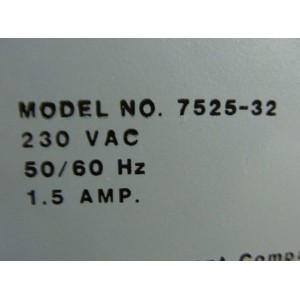 MODEL NO. 7525-32
230 VAC
50/60 Hz
1.5 AMP.